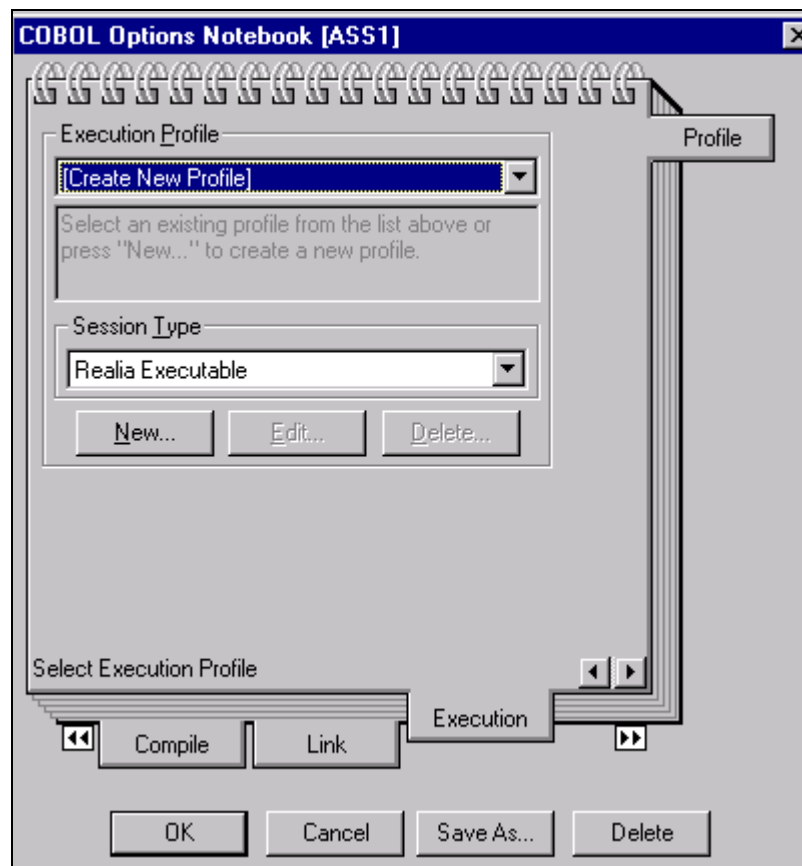 COBOL Options Notebook [ASS1]
Execution Profile
Profile
[Create New Profile]
Select an existing profile from the list above or
press "New..." to create a new profile.
Session Type
Realia Executable
New...
Edit...
Delete...
Select Execution Profile
Execution
Compile
Link
OK
Cancel
Save As...
Delete